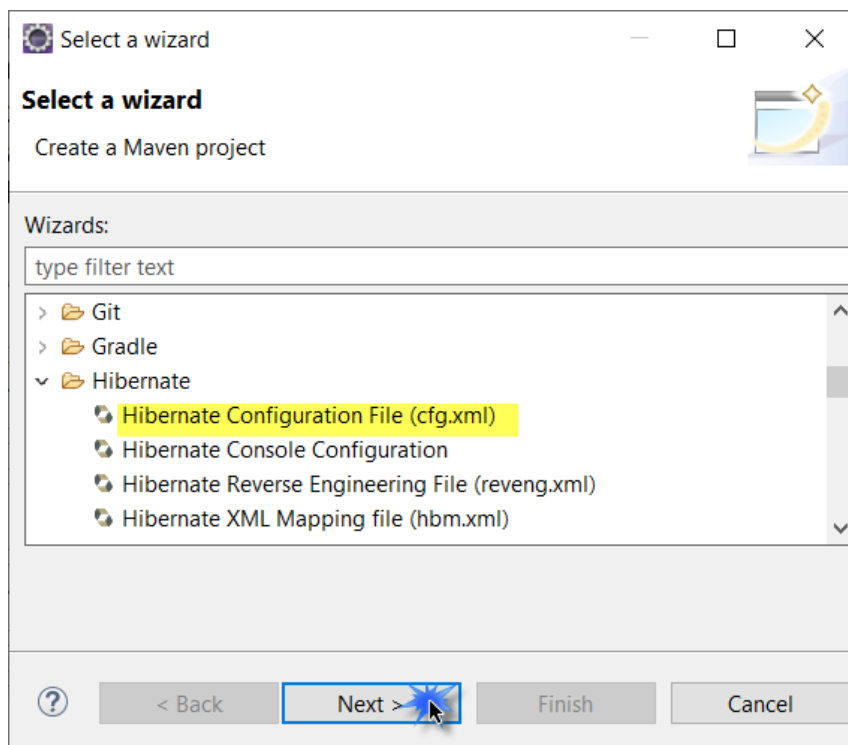 Select a wizard
Select a wizard
Create a Maven project
Wizards:
type filter text
Git
Gradle
Hibernate
Hibernate Configuration File (cfg.xml)
Hibernate Console Configuration
Hibernate Reverse Engineering File (reveng.xml)
Hibernate XML Mapping file (hbm.xml)
? < Back Next > Finish Cancel